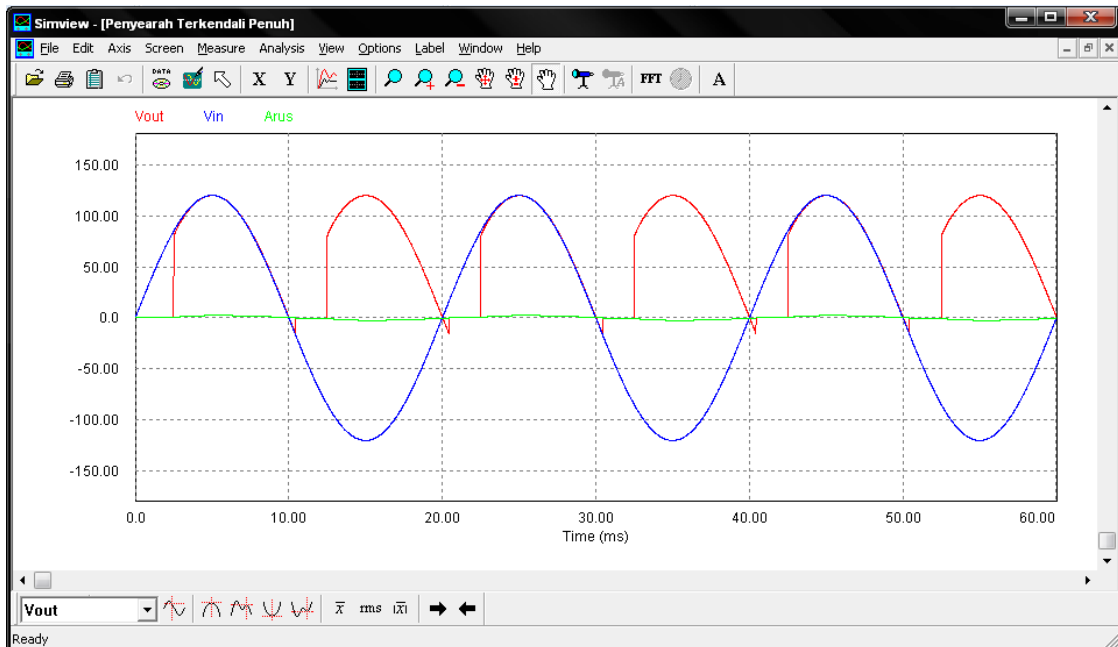 Simview - [Penyearah Terkendali Penuh]
File Edit Axis Screen Measure Analysis View Options Label Window Help
DATA X Y FFT A
Vout Vin Arus
150.00
100.00
50.00
0.0
-50.00
-100.00
-150.00
0.0 10.00 20.00 30.00 40.00 50.00 60.00
Time (ms)
Vout x rms |x|
Ready